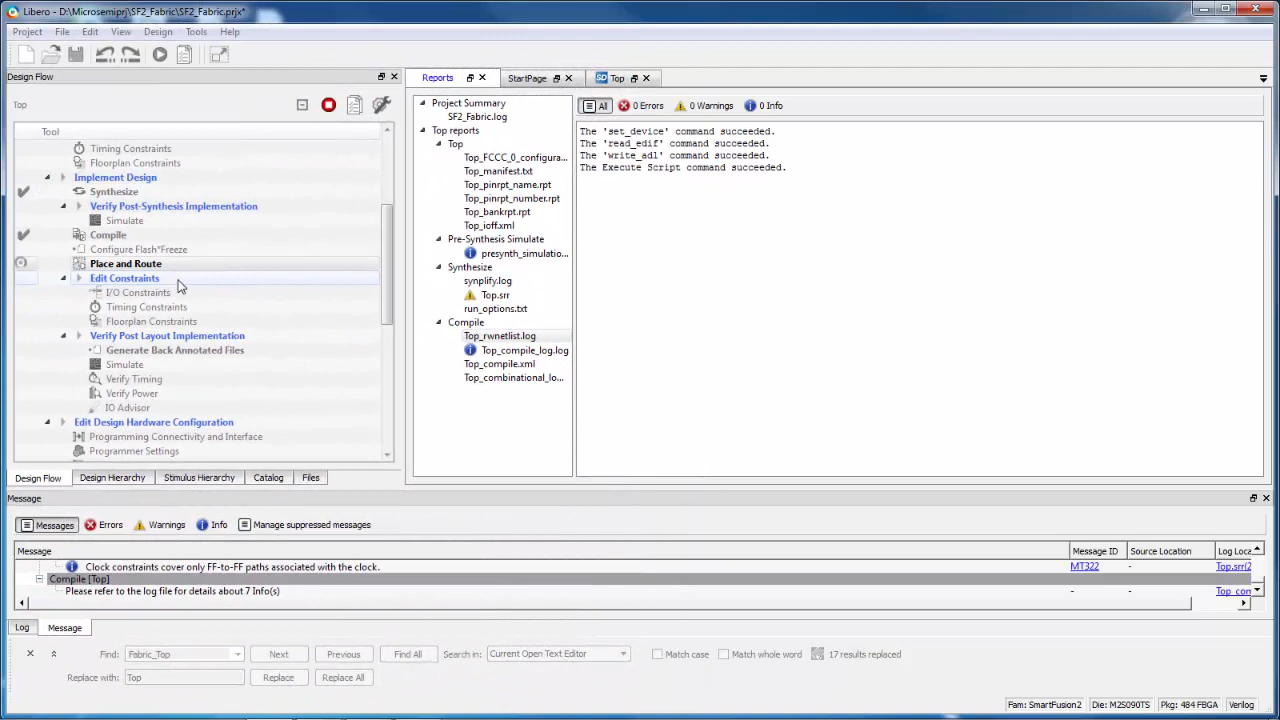 Libero - D:\Microsemiprj\SF2_Fabric\SF2_Fabric.prjx*
Project File Edit View Design Tools Help
Design Flow
Top
Tool
Timing Constraints
Floorplan Constraints
Implement Design
Synthesize
Verify Post-Synthesis Implementation
Simulate
Compile
Configure Flash*Freeze
Place and Route
Edit Constraints
I/O Constraints
Timing Constraints
Floorplan Constraints
Verify Post Layout Implementation
Generate Back Annotated Files
Simulate
Verify Timing
Verify Power
IO Advisor
Edit Design Hardware Configuration
Programming Connectivity and Interface
Programmer Settings
Design Flow Design Hierarchy Stimulus Hierarchy Catalog Files
Reports StartPage Top
Project Summary
SF2_Fabric.log
Top reports
Top
Top_FCCC_0_configura...
Top_manifest.txt
Top_pinrpt_name.rpt
Top_pinrpt_number.rpt
Top_bankrpt.rpt
Top_ioff.xml
Pre-Synthesis Simulate
presynth_simulatio...
Synthesize
synplify.log
Top.srr
run_options.txt
Compile
Top_rwnetlist.log
Top_compile_log.log
Top_compile.xml
Top_combinational_lo...
All 0 Errors 0 Warnings 0 Info
The 'set_device' command succeeded.
The 'read_edif' command succeeded.
The 'write_adl' command succeeded.
The Execute Script command succeeded.
Message
Messages Errors Warnings Info Manage suppressed messages
Message Message ID Source Location Log Loca
Clock constraints cover only FF-to-FF paths associated with the clock. MT322 - Top.srr(2
Compile [Top]
Please refer to the log file for details about 7 Info(s) - - Top_con
Log Message
Find: Fabric_Top Next Previous Find All Search in: Current Open Text Editor Match case Match whole word 17 results replaced
Replace with: Top Replace Replace All
Fam: SmartFusion2 Die: M2S090TS Pkg: 484 FBGA Verilog